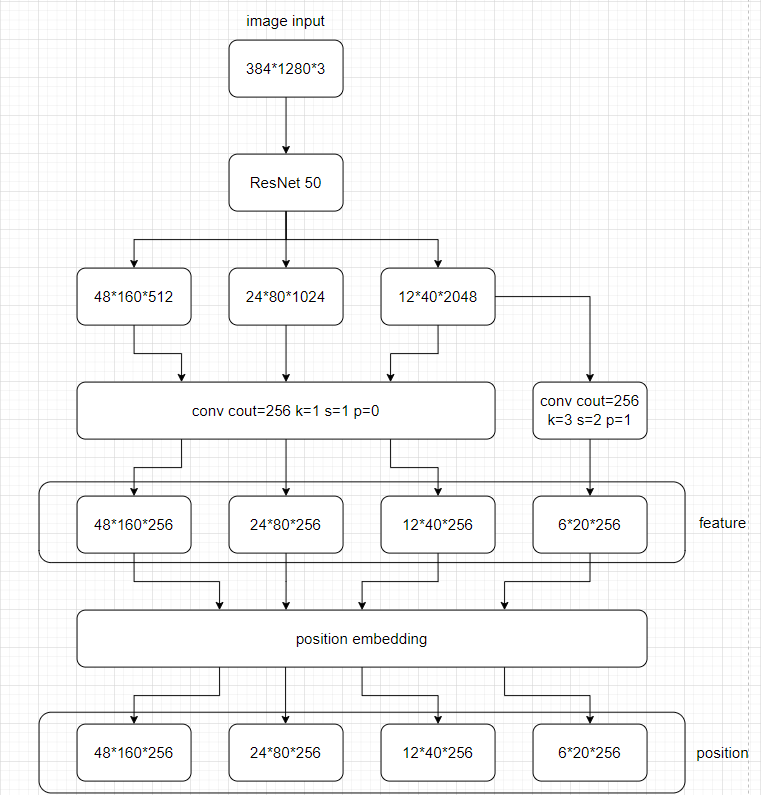 image input
384*1280*3
ResNet 50
48*160*512
24*80*1024
12*40*2048
conv cout=256 k=1 s=1 p=0
conv cout=256
k=3 s=2 p=1
48*160*256
24*80*256
12*40*256
6*20*256
feature
position embedding
48*160*256
24*80*256
12*40*256
6*20*256
position